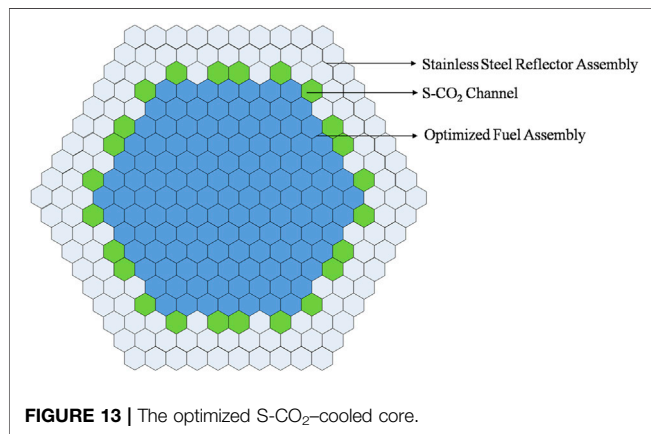 Stainless Steel Reflector Assembly
S-CO₂ Channel
Optimized Fuel Assembly
FIGURE 13 | The optimized S-CO₂–cooled core.